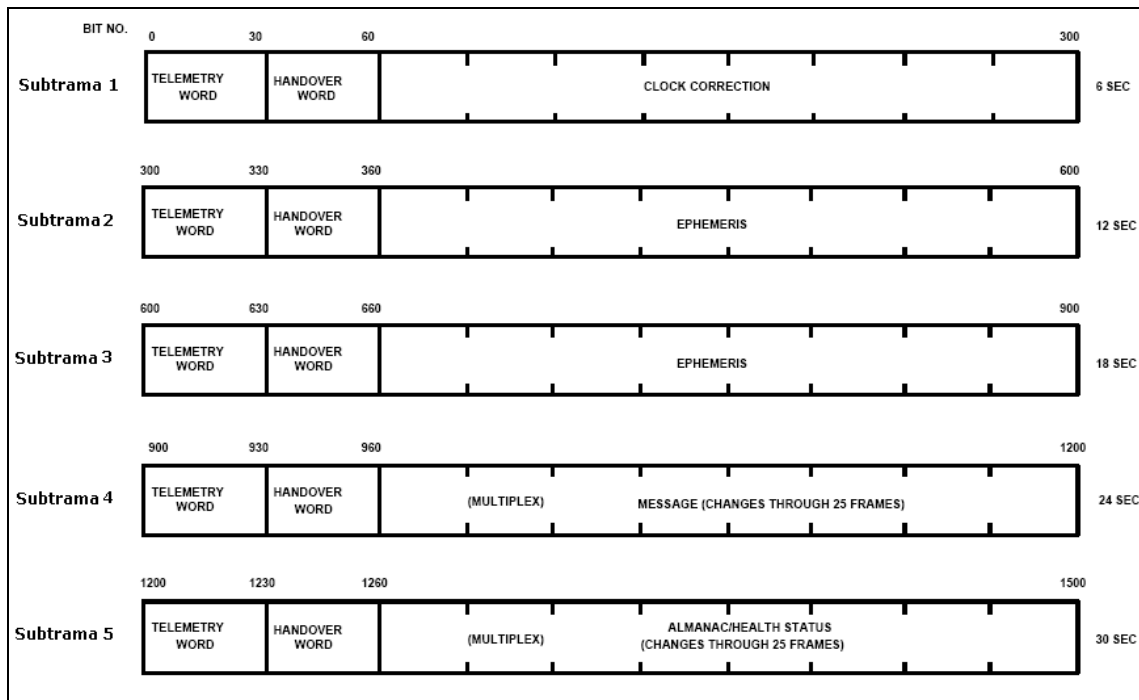 BIT NO.
0 30 60 300
Subtrama 1
TELEMETRY
WORD
HANDOVER
WORD
CLOCK CORRECTION
6 SEC
300 330 360 600
Subtrama 2
TELEMETRY
WORD
HANDOVER
WORD
EPHEMERIS
12 SEC
600 630 660 900
Subtrama 3
TELEMETRY
WORD
HANDOVER
WORD
EPHEMERIS
18 SEC
900 930 960 1200
Subtrama 4
TELEMETRY
WORD
HANDOVER
WORD
(MULTIPLEX)
MESSAGE (CHANGES THROUGH 25 FRAMES)
24 SEC
1200 1230 1260 1500
Subtrama 5
TELEMETRY
WORD
HANDOVER
WORD
(MULTIPLEX)
ALMANAC/HEALTH STATUS
(CHANGES THROUGH 25 FRAMES)
30 SEC